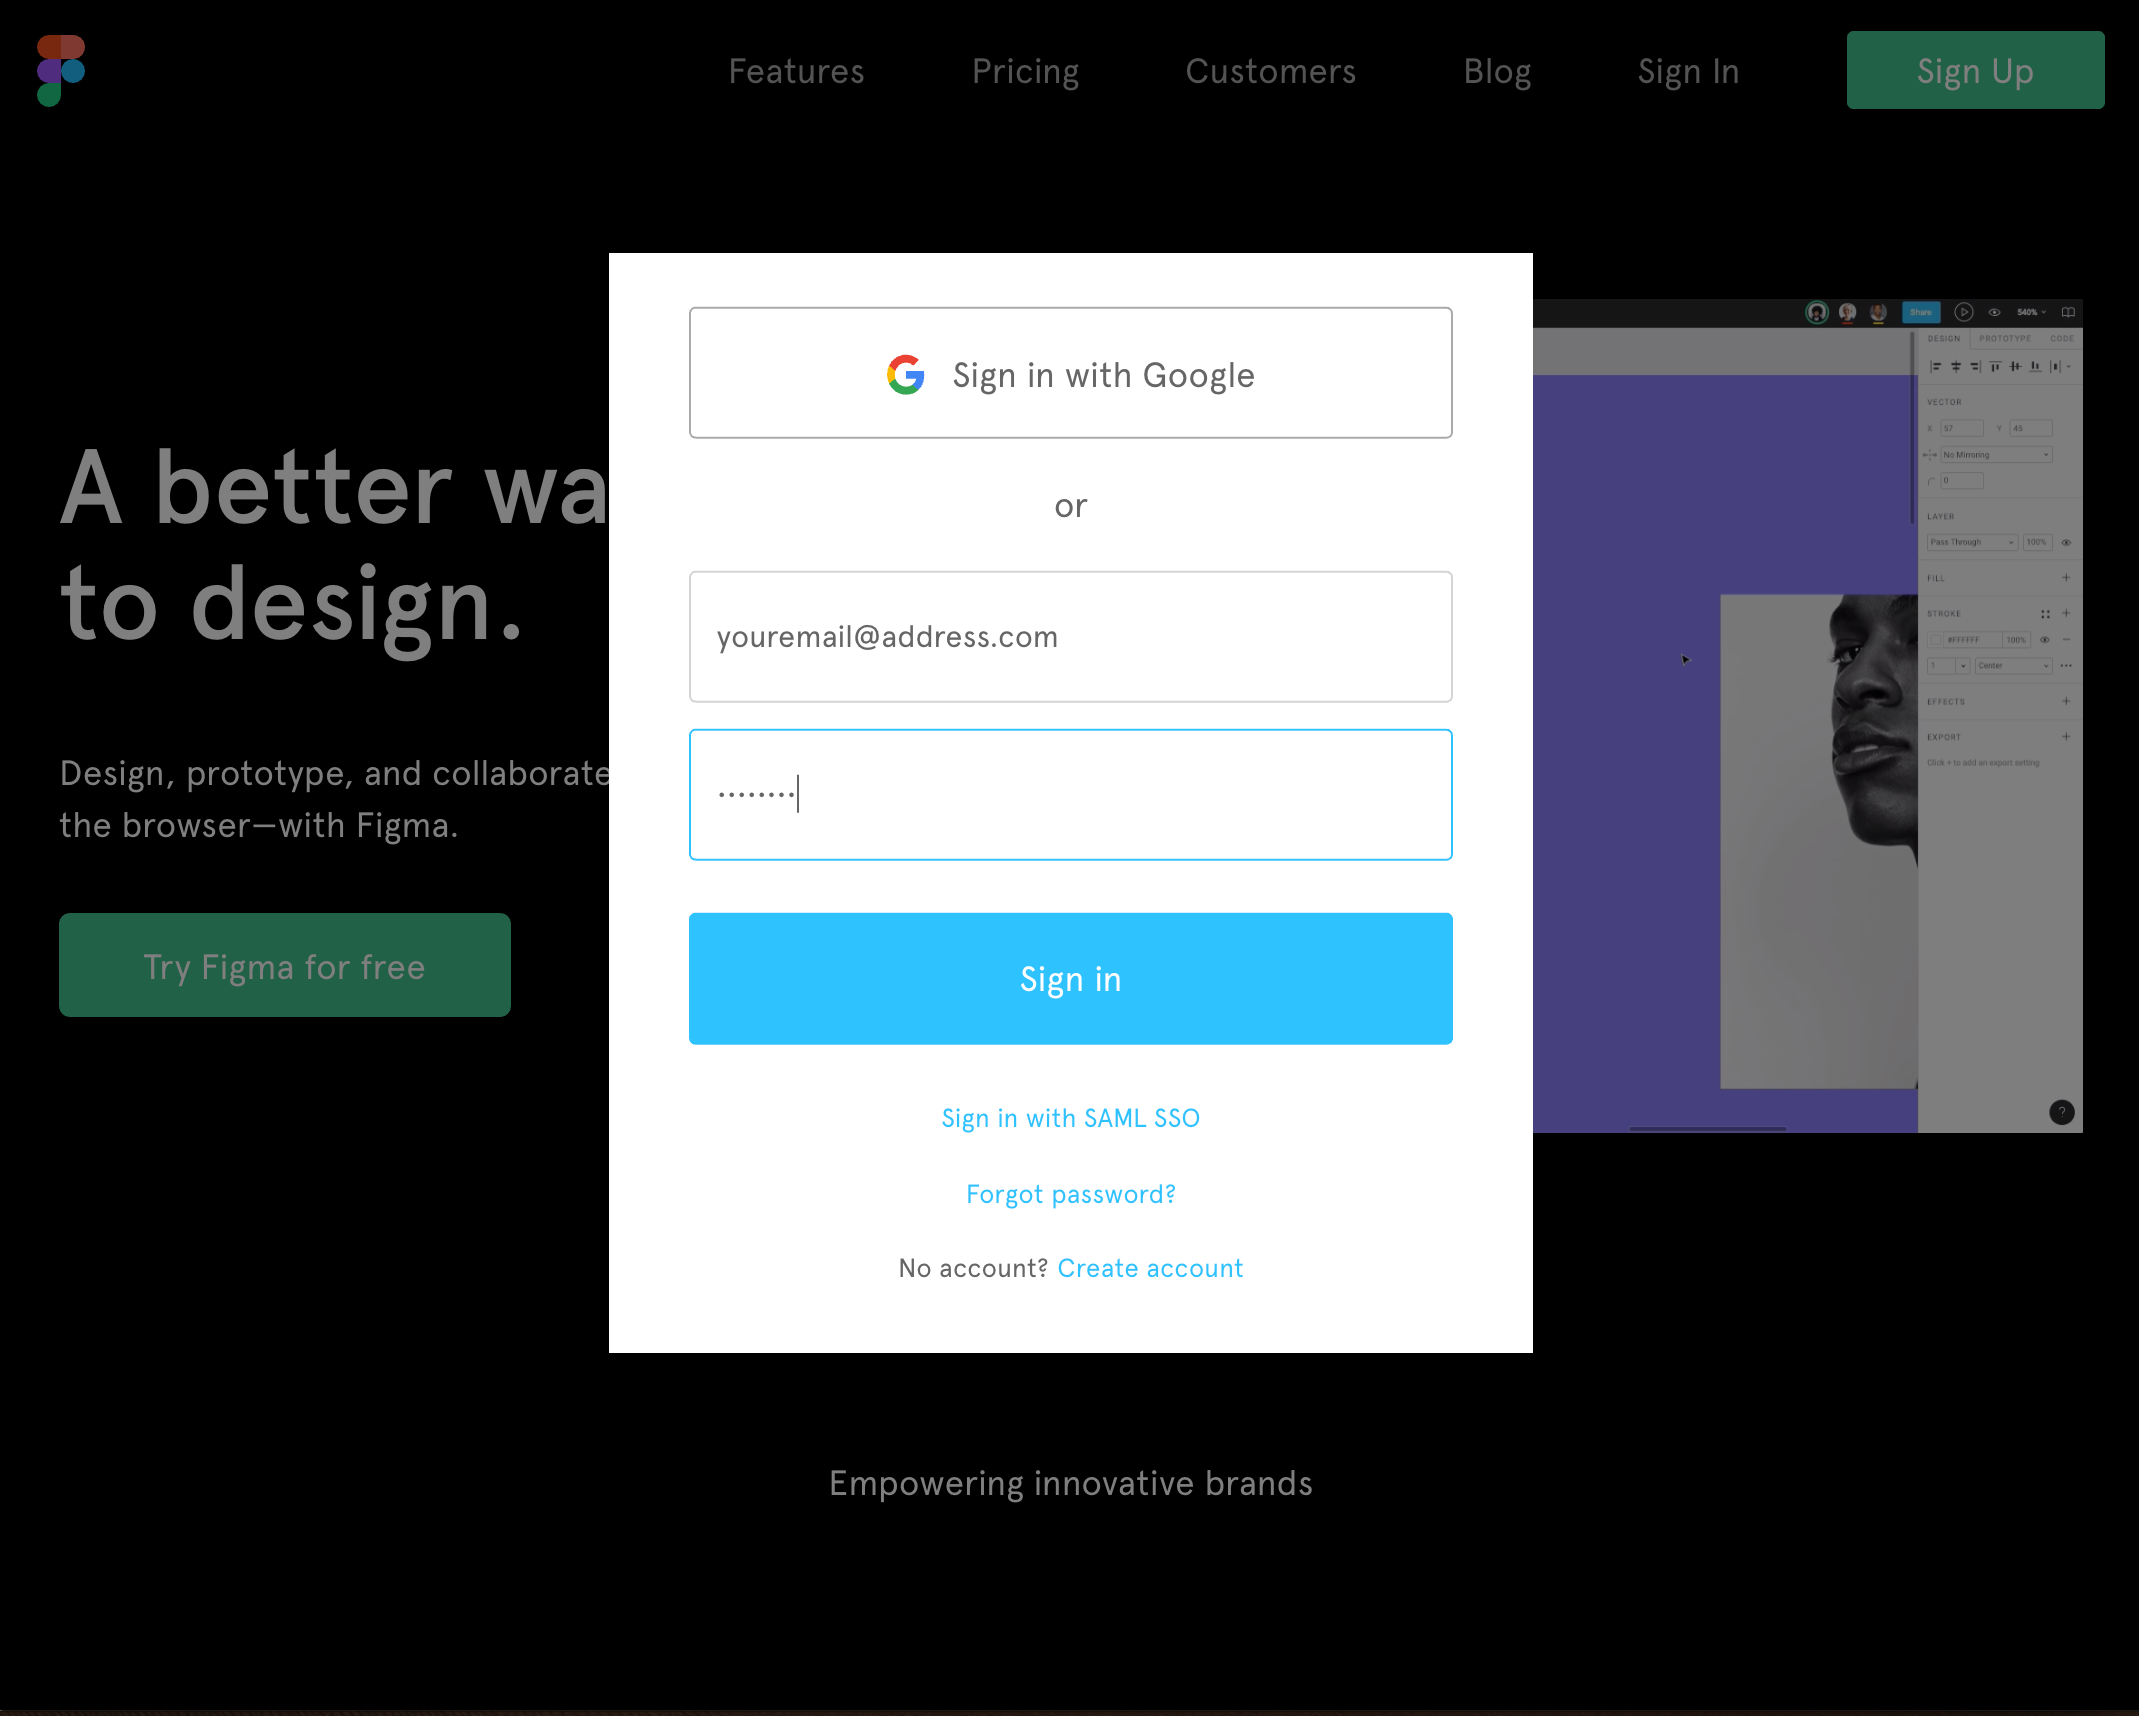 Features Pricing Customers Blog Sign In Sign Up
A better wa
to design.
Design, prototype, and collaborate
the browser—with Figma.
Try Figma for free
Sign in with Google
or
youremail@address.com
Sign in
Sign in with SAML SSO
Forgot password?
No account? Create account
Share 540%
DESIGN PROTOTYPE CODE
VECTOR
X 57 Y 45
No Mirroring
0
LAYER
Pass Through 100%
FILL
STROKE
#FFFFFF 100%
1 Center
EFFECTS
EXPORT
Click + to add an export setting
?
Empowering innovative brands